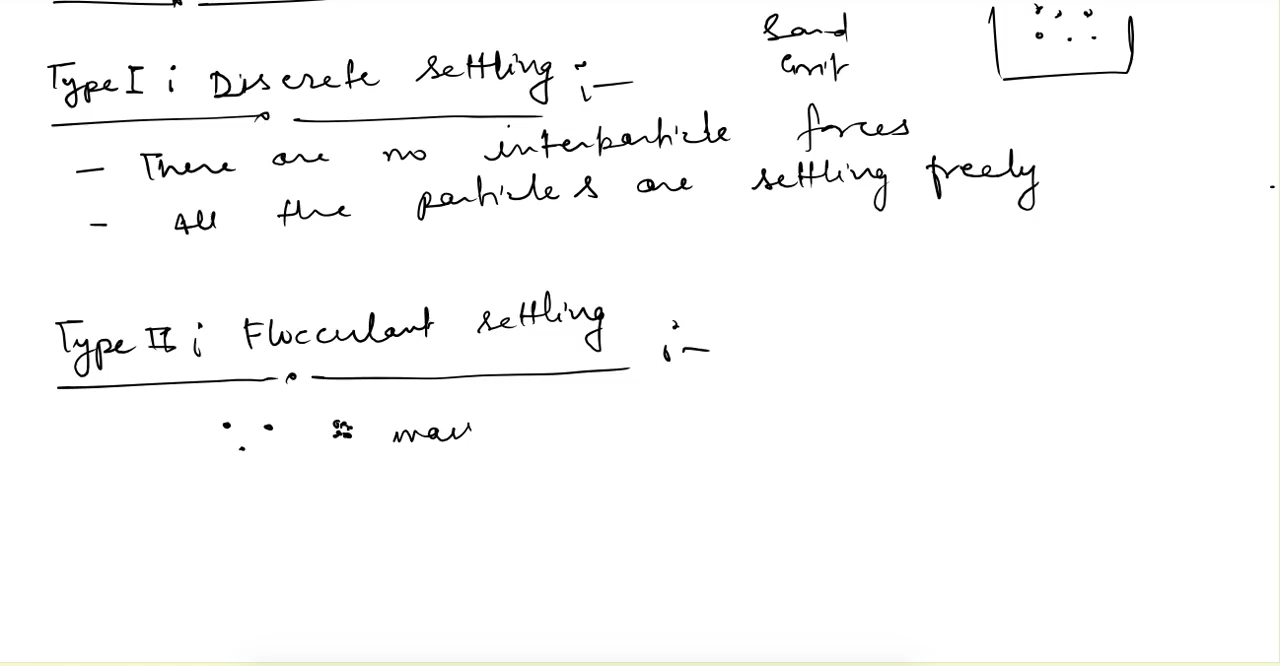 Sand
Grit
Type I : Discrete settling :-
- There are no interparticle forces
- All the particles are settling freely
Type II : Flocculant settling :-